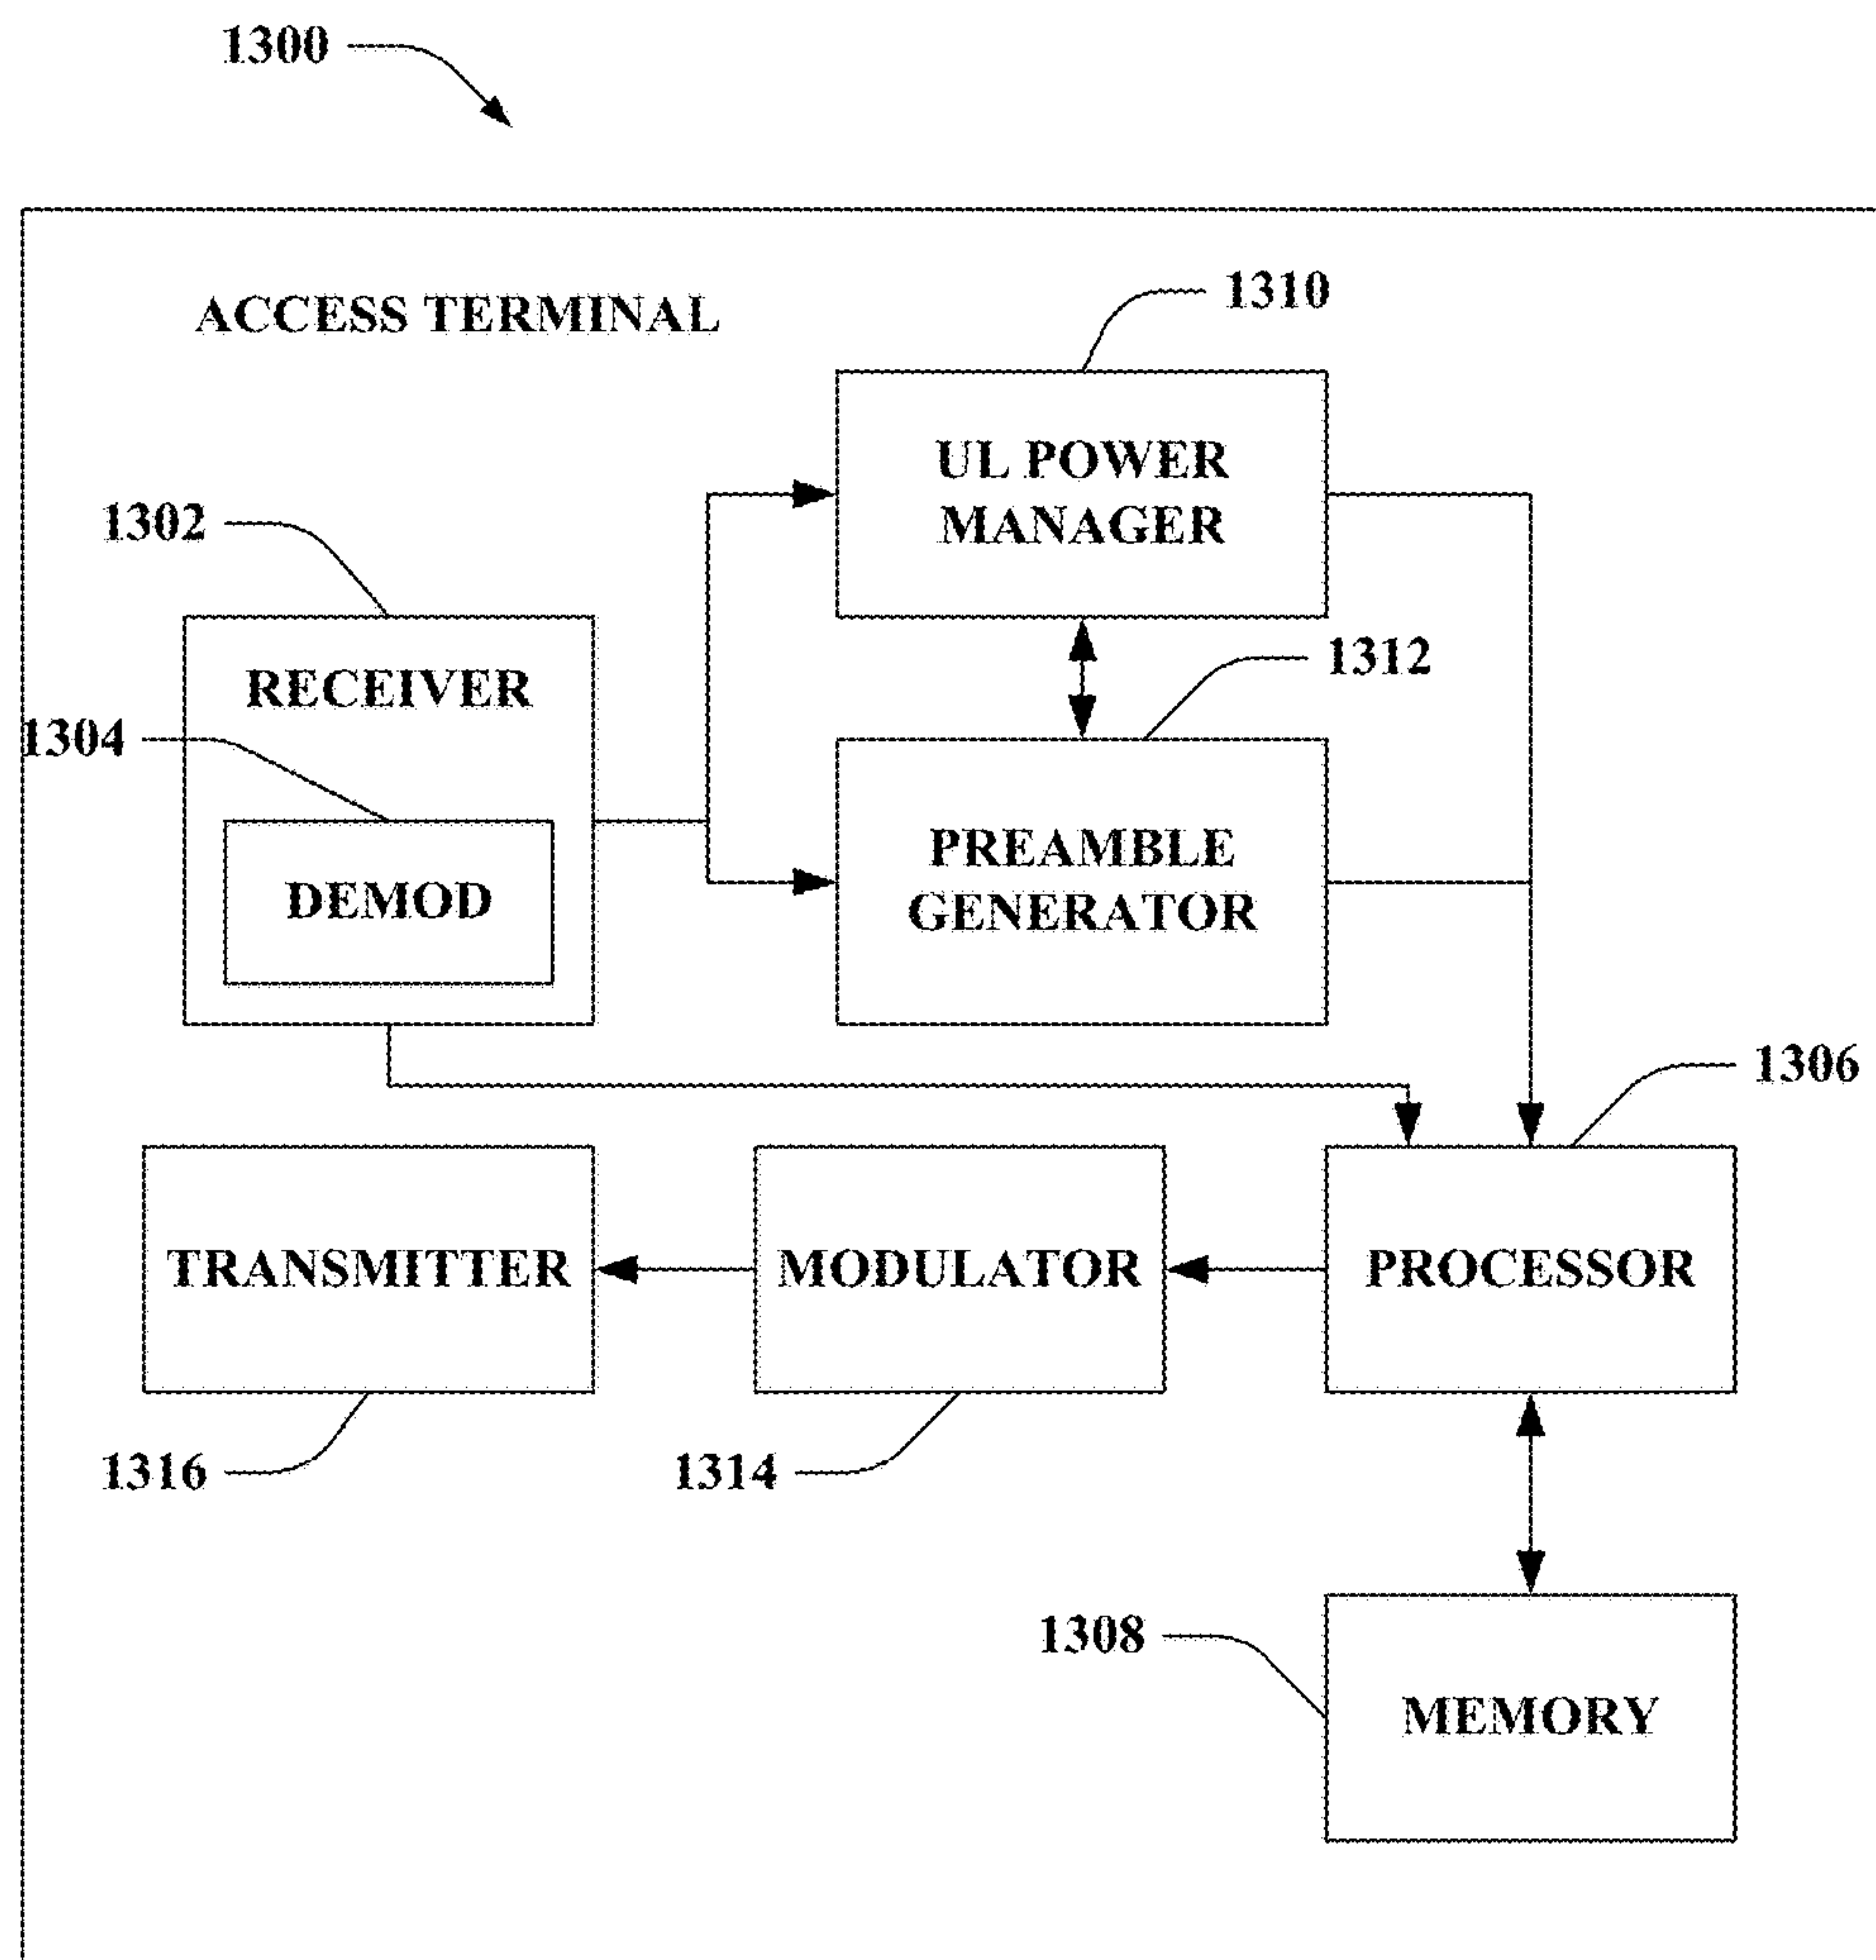 1300
ACCESS TERMINAL
1310
UL POWER
MANAGER
1302
1312
RECEIVER
1304
PREAMBLE
GENERATOR
DEMOD
1306
TRANSMITTER
MODULATOR
PROCESSOR
1316
1314
1308
MEMORY